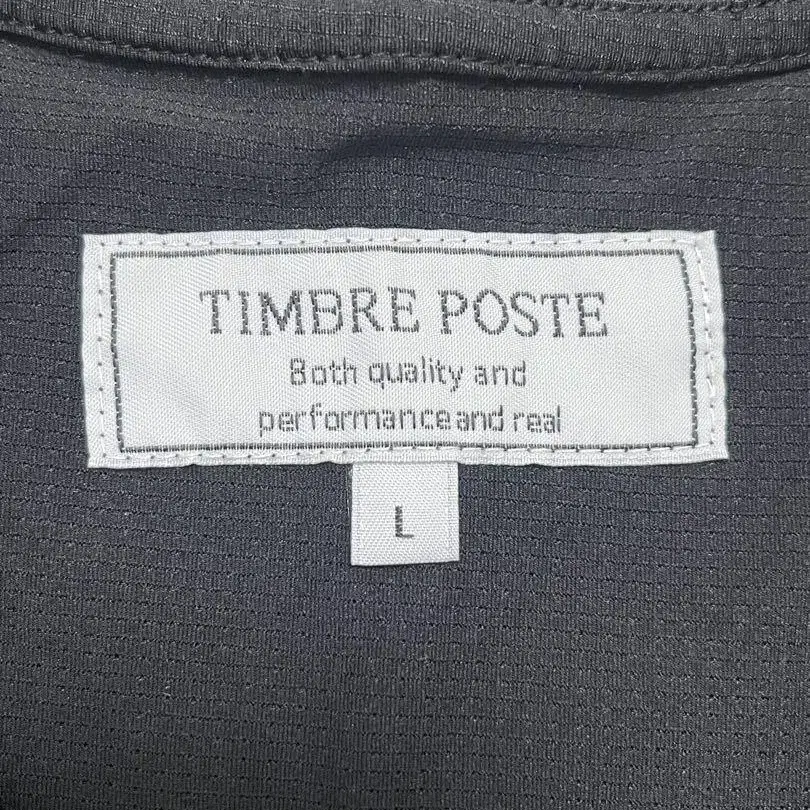 TIMBRE POSTE
Both quality and
performance and real
L